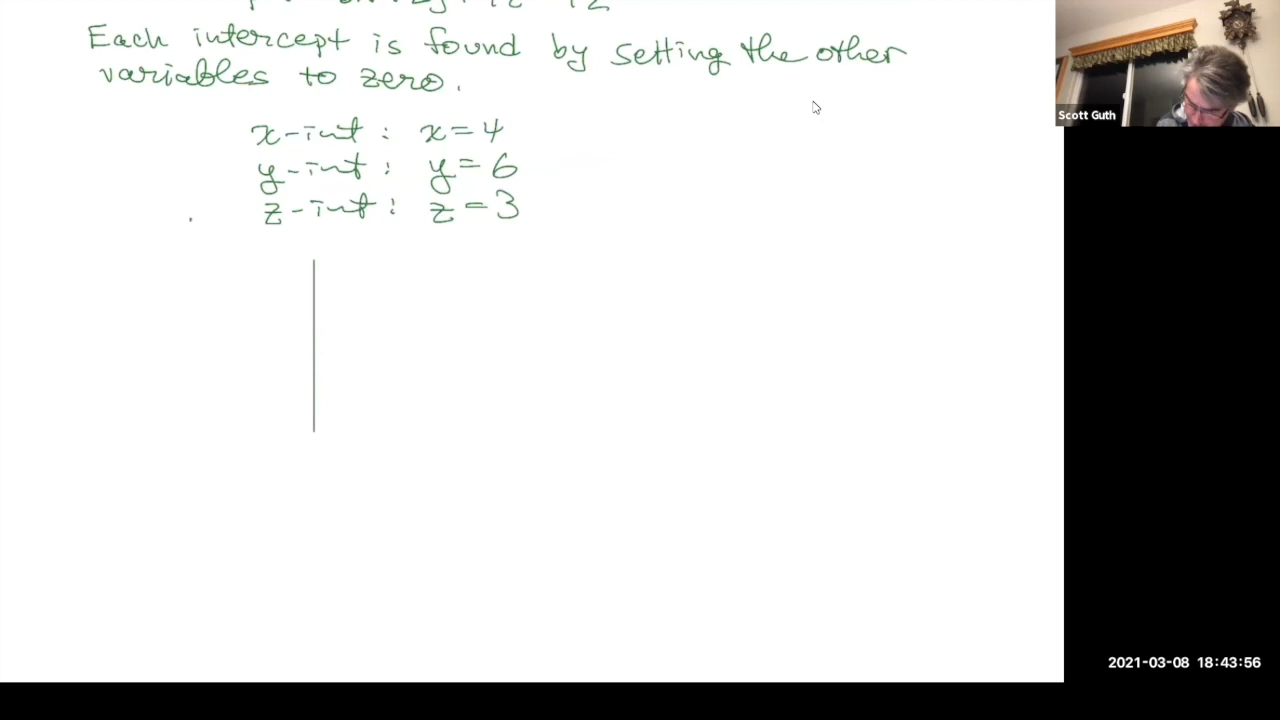 Each intercept is found by setting the other
variables to zero.
x-int: x=4
y-int: y=6
z-int: z=3
Scott Guth
2021-03-08 18:43:56